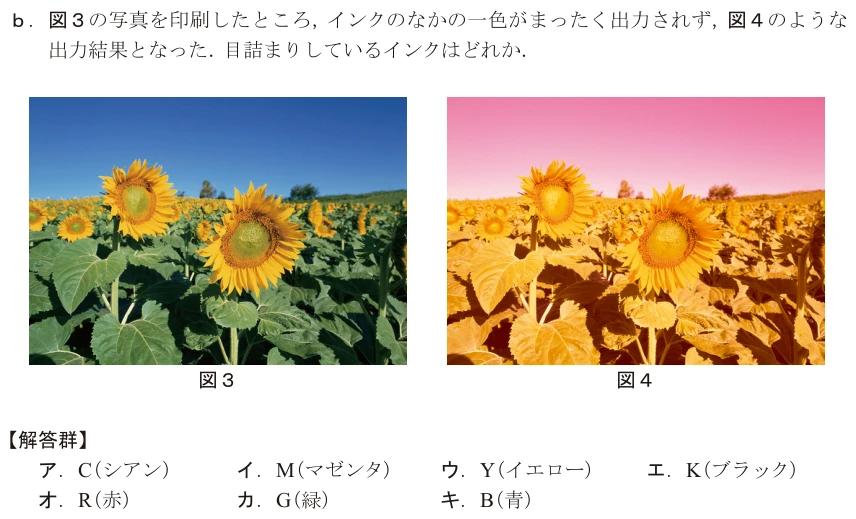 b．図3の写真を印刷したところ，インクのなかの一色がまったく出力されず，図4のような
出力結果となった．目詰まりしているインクはどれか．
図3 図4
【解答群】
ア．C（シアン） イ．M（マゼンタ） ウ．Y（イエロー） エ．K（ブラック）
オ．R（赤） カ．G（緑） キ．B（青）